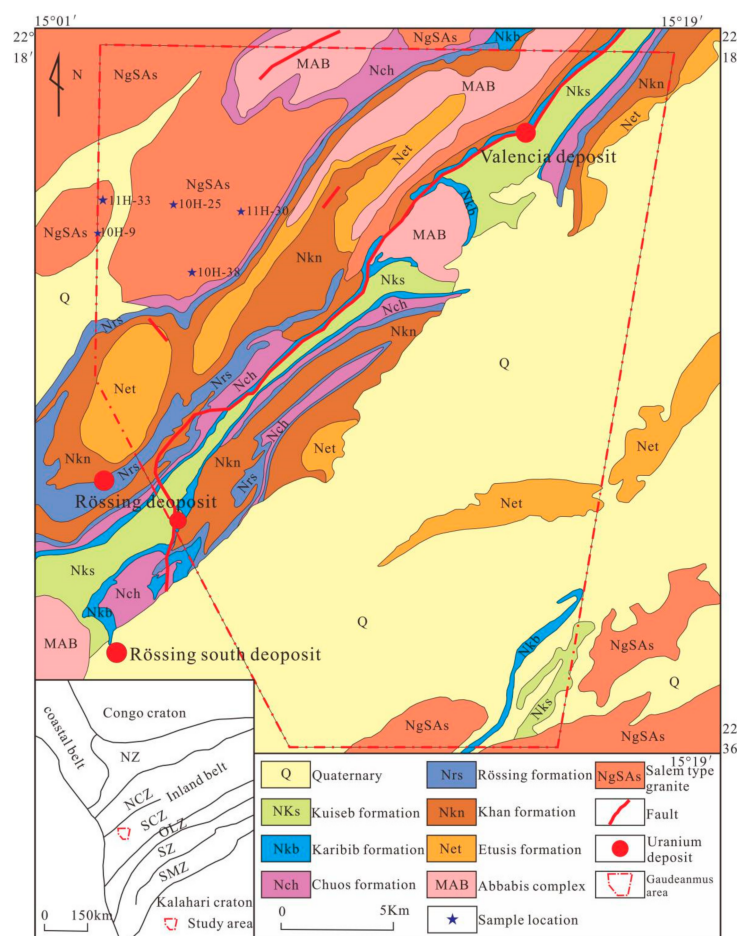 15°01′
15°19′
22°
18′
22
18
N
NgSAs
Nkb
MAB
Nch
NgSAs
MAB
Nks
Nkn
Net
Net
Valencia deposit
NgSAs
11H-33
10H-25
11H-30
NgSAs
10H-9
10H-38
Nkb
MAB
Nkn
Q
Nks
Nch
Nrs
Nkn
Q
Net
Nrs
Nch
Nch
Net
Nkn
Nrs
Nkn
Net
Rössing deoposit
Nrs
Net
Nks
Nch
Nkb
MAB
Rössing south deoposit
Q
Nkb
NgSAs
Q
Nks
NgSAs
NgSAs
22
36
15°19′
Congo craton
coastal belt
NZ
NCZ
Inland belt
SCZ
OLZ
SZ
SMZ
Kalahari craton
0 150km
Study area
Q Quaternary
Nrs Rössing formation
NgSAs Salem type granite
NKs Kuiseb formation
Nkn Khan formation
Fault
Nkb Karibib formation
Net Etusis formation
Uranium deposit
Nch Chuos formation
MAB Abbabis complex
Gaudeanmus area
0 5Km
Sample location